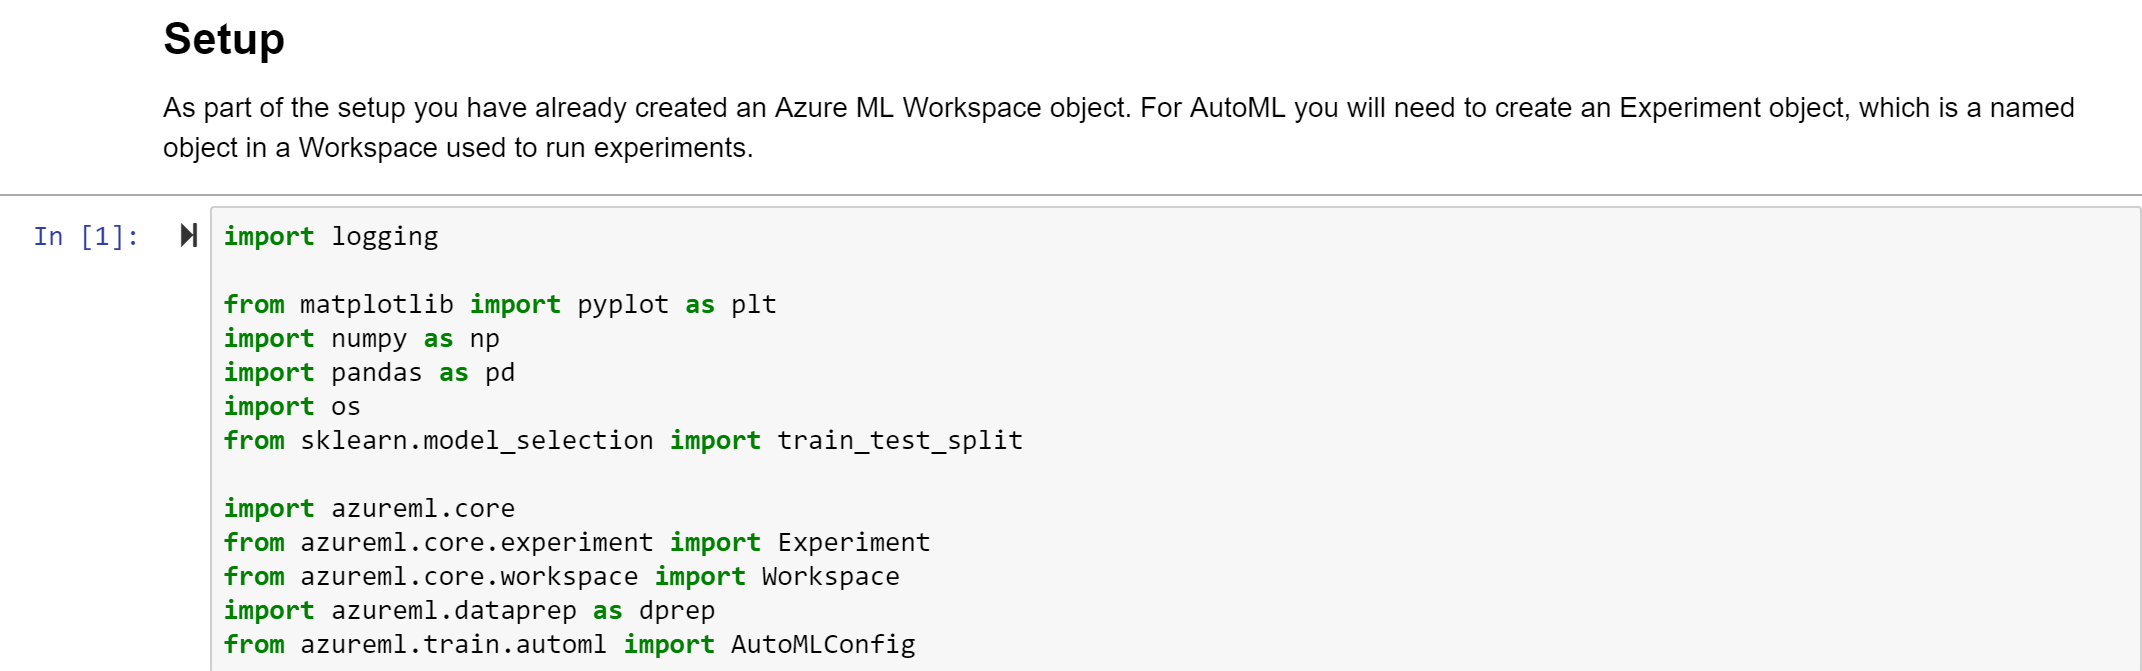 Setup
As part of the setup you have already created an Azure ML Workspace object. For AutoML you will need to create an Experiment object, which is a named
object in a Workspace used to run experiments.
In [1]:
import logging
from matplotlib import pyplot as plt
import numpy as np
import pandas as pd
import os
from sklearn.model_selection import train_test_split
import azureml.core
from azureml.core.experiment import Experiment
from azureml.core.workspace import Workspace
import azureml.dataprep as dprep
from azureml.train.automl import AutoMLConfig